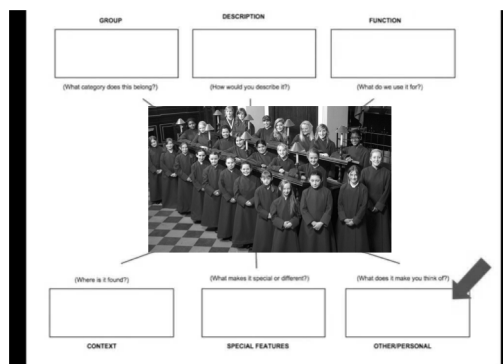 GROUP
DESCRIPTION
FUNCTION
(What category does this belong?)
(How would you describe it?)
(What do we use it for?)
(Where is it found?)
(What makes it special or different?)
(What does it make you think of?)
CONTEXT
SPECIAL FEATURES
OTHER/PERSONAL